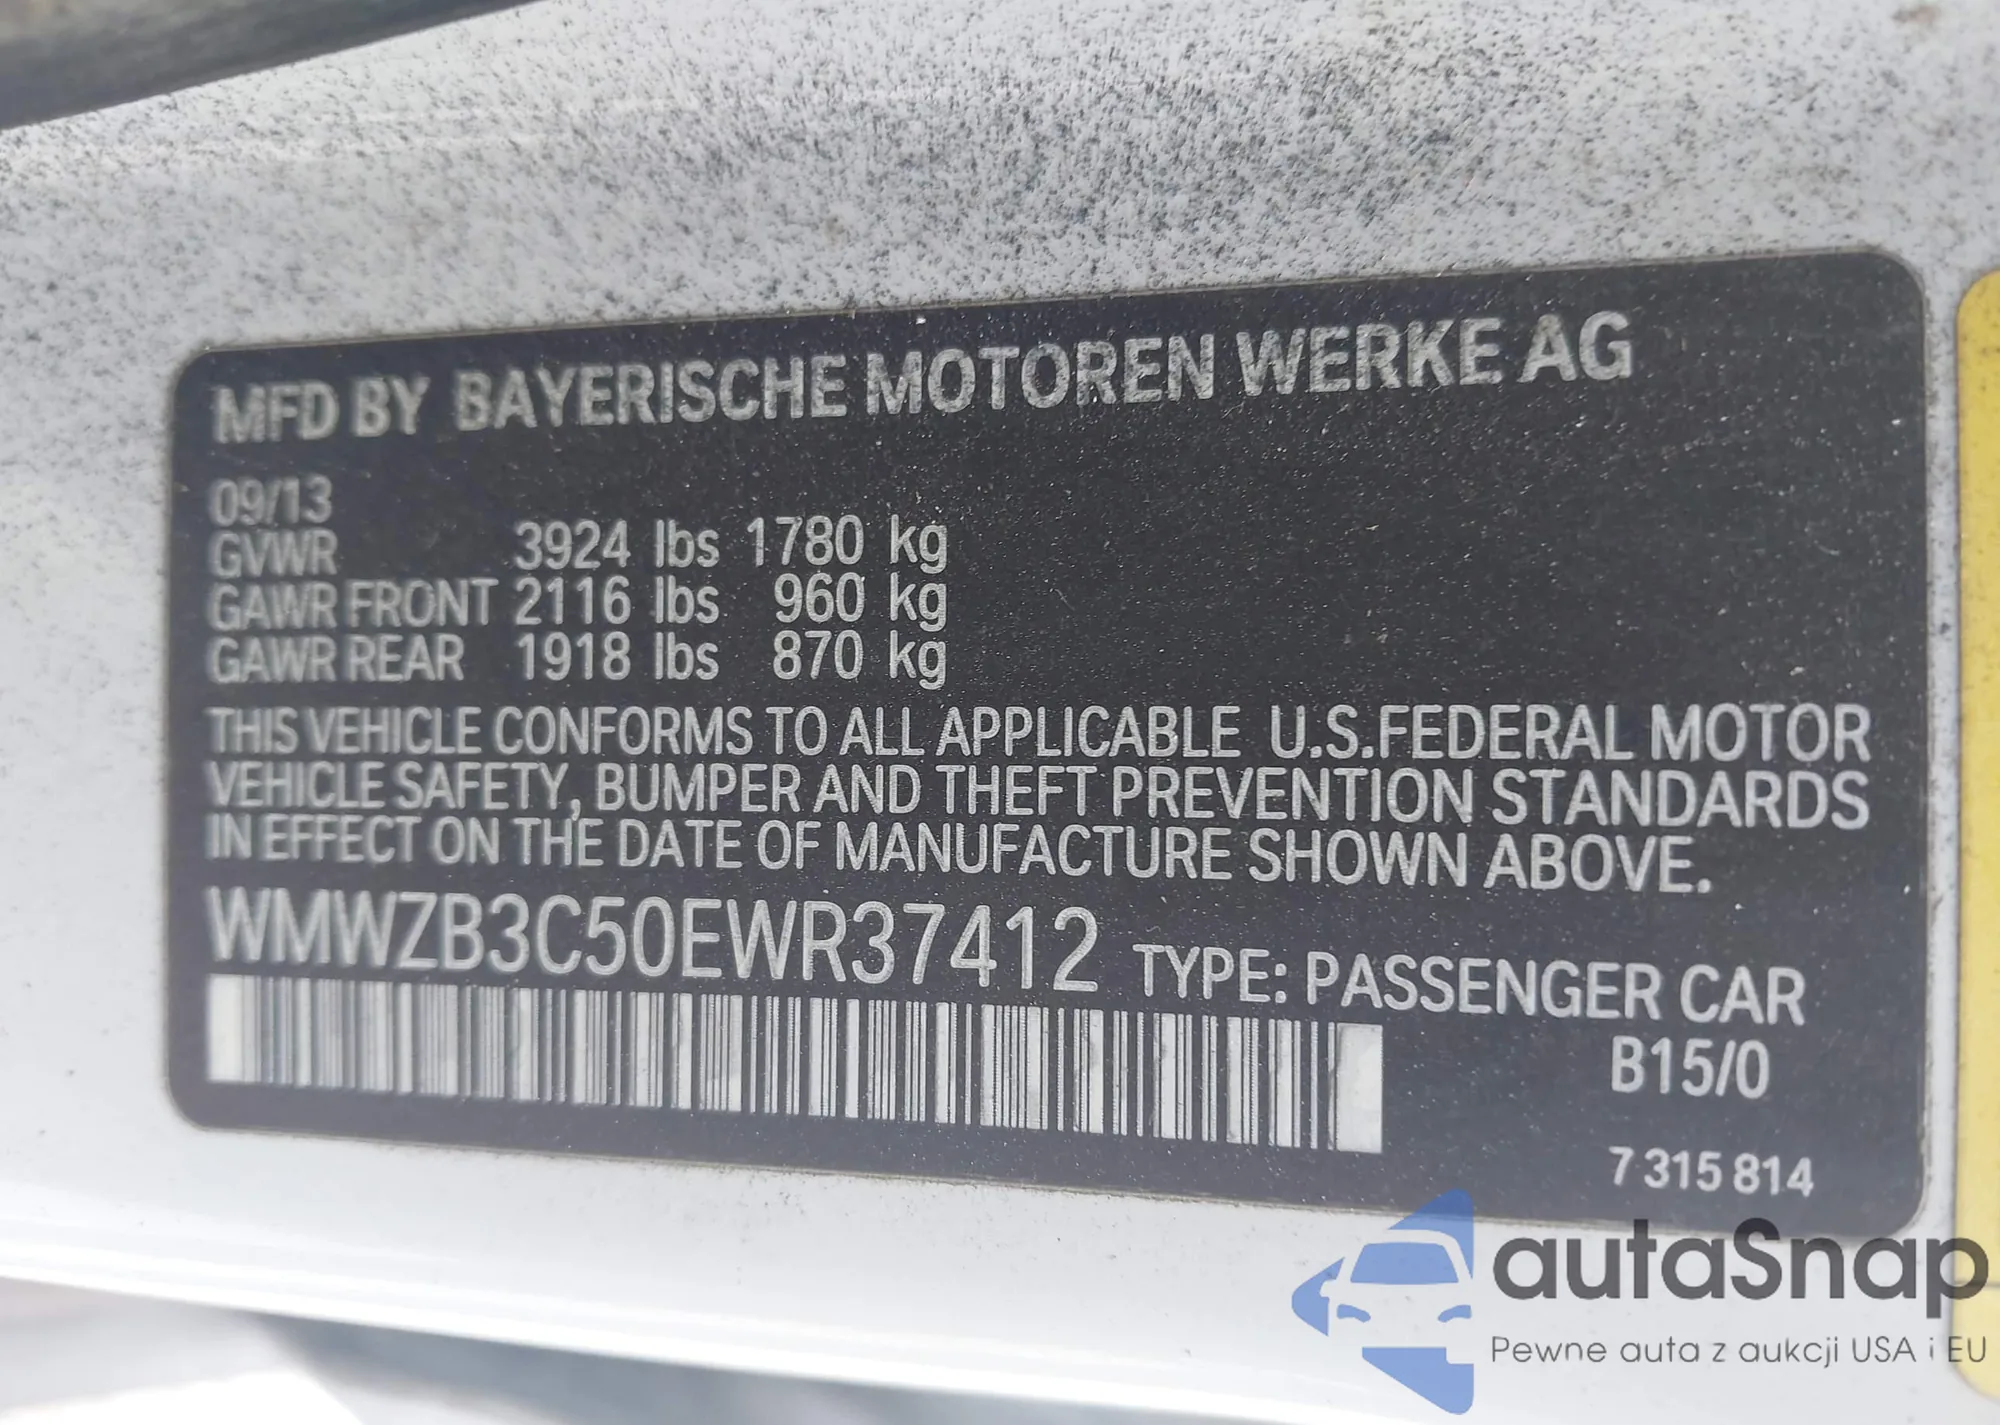 MFD BY BAYERISCHE MOTOREN WERKE AG
09/13
GVWR 3924 lbs 1780 kg
GAWR FRONT 2116 lbs 960 kg
GAWR REAR 1918 lbs 870 kg
THIS VEHICLE CONFORMS TO ALL APPLICABLE U.S.FEDERAL MOTOR
VEHICLE SAFETY, BUMPER AND THEFT PREVENTION STANDARDS
IN EFFECT ON THE DATE OF MANUFACTURE SHOWN ABOVE.
WMWZB3C50EWR37412 TYPE: PASSENGER CAR
B15/0
7 315 814
autaSnap
Pewne auta z aukcji USA i EU